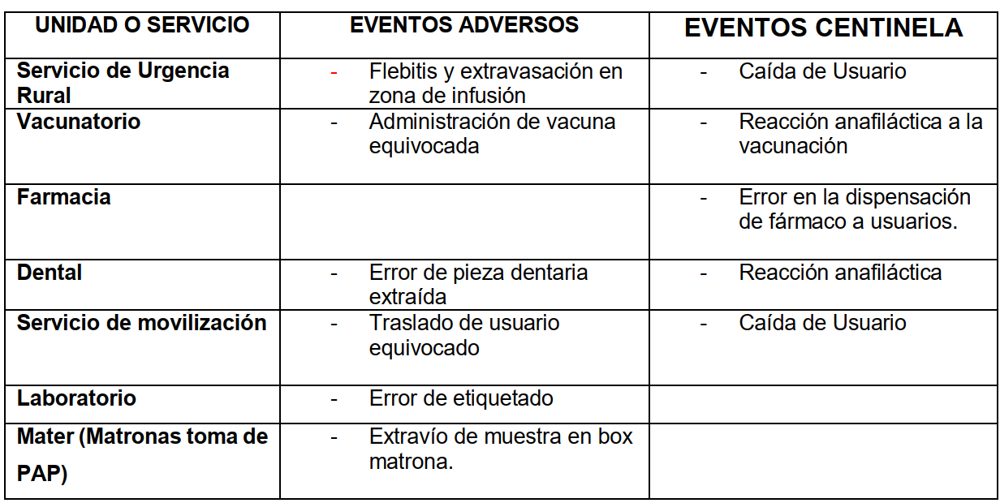 UNIDAD O SERVICIO EVENTOS ADVERSOS EVENTOS CENTINELA
Servicio de Urgencia - Flebitis y extravasación en - Caída de Usuario
Rural zona de infusión
Vacunatorio - Administración de vacuna - Reacción anafiláctica a la
equivocada vacunación
Farmacia - Error en la dispensación
de fármaco a usuarios.
Dental - Error de pieza dentaria - Reacción anafiláctica
extraída
Servicio de movilización - Traslado de usuario - Caída de Usuario
equivocado
Laboratorio - Error de etiquetado
Mater (Matronas toma de - Extravío de muestra en box
PAP) matrona.